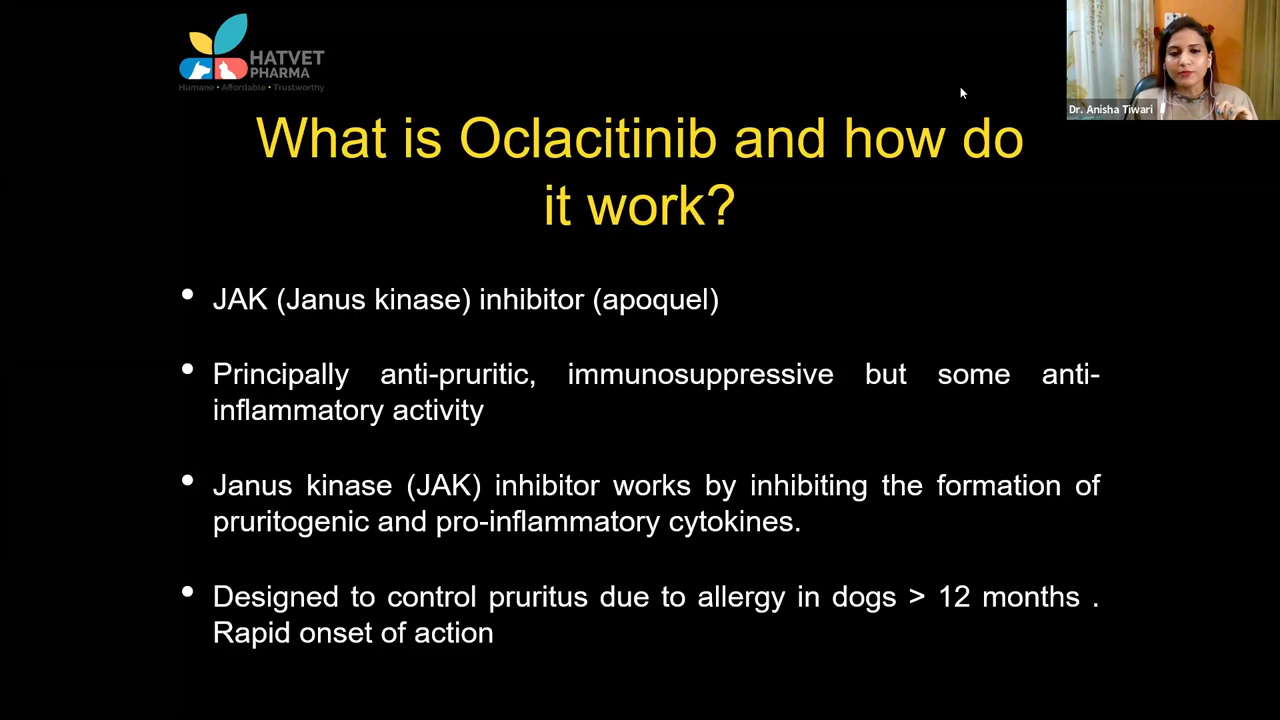 HATVET
PHARMA
Humane • Affordable • Trustworthy
Dr. Anisha Tiwari
What is Oclacitinib and how do
it work?
• JAK (Janus kinase) inhibitor (apoquel)
• Principally anti-pruritic, immunosuppressive but some anti-
inflammatory activity
• Janus kinase (JAK) inhibitor works by inhibiting the formation of
pruritogenic and pro-inflammatory cytokines.
• Designed to control pruritus due to allergy in dogs > 12 months .
Rapid onset of action